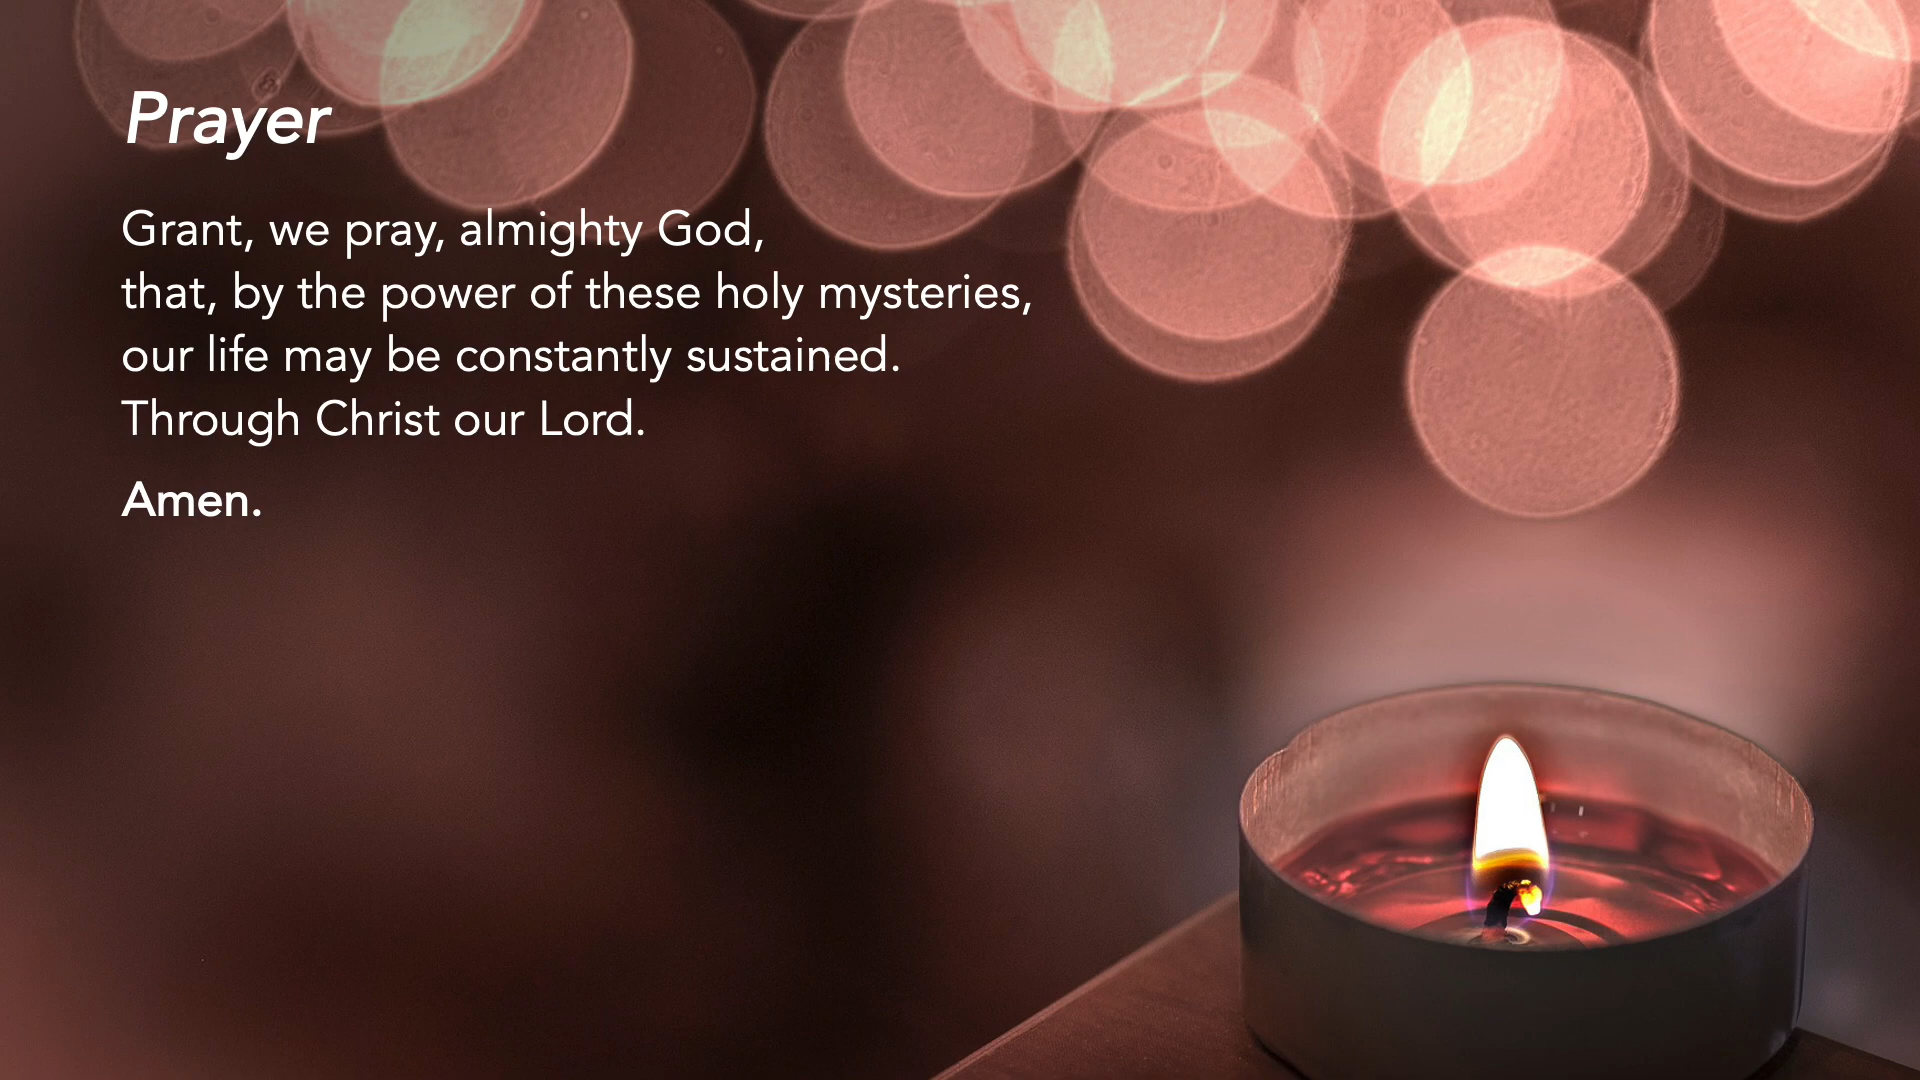 Prayer
Grant, we pray, almighty God,
that, by the power of these holy mysteries,
our life may be constantly sustained.
Through Christ our Lord.
Amen.